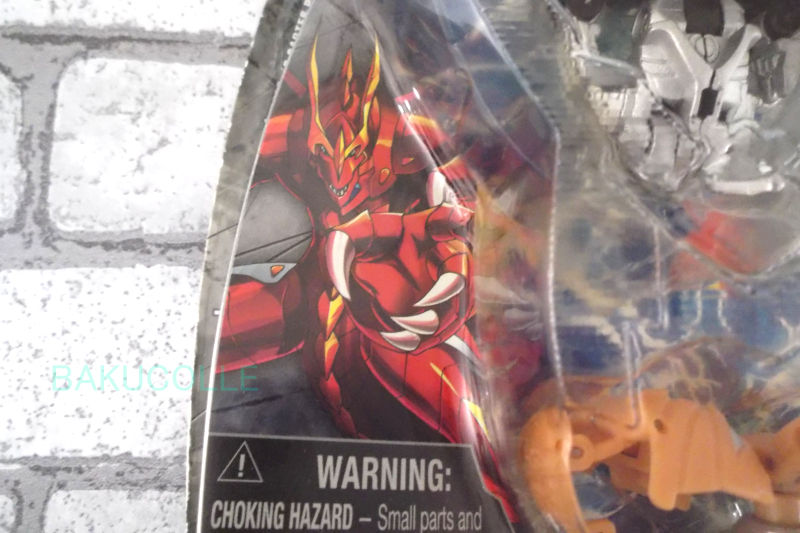 BAKUCOLLE
WARNING:
CHOKING HAZARD – Small parts and